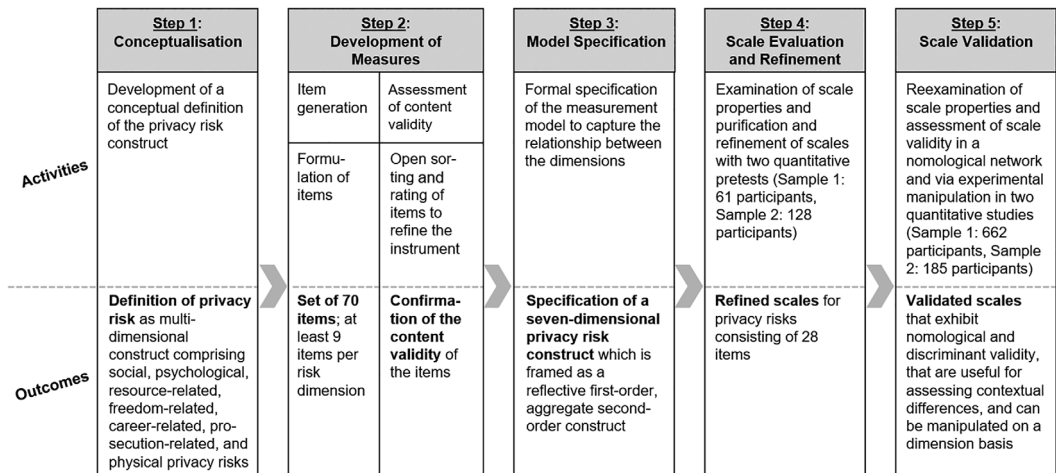 Step 1:
Conceptualisation
Step 2:
Development of
Measures
Step 3:
Model Specification
Step 4:
Scale Evaluation
and Refinement
Step 5:
Scale Validation
Activities
Development of a
conceptual definition
of the privacy risk
construct
Item
generation
Assessment
of content
validity
Formu-
lation of
items
Open sor-
ting and
rating of
items to
refine the
instrument
Formal specification
of the measurement
model to capture the
relationship between
the dimensions
Examination of scale
properties and
purification and
refinement of scales
with two quantitative
pretests (Sample 1:
61 participants,
Sample 2: 128
participants)
Reexamination of
scale properties and
assessment of scale
validity in a
nomological network
and via experimental
manipulation in two
quantitative studies
(Sample 1: 662
participants, Sample
2: 185 participants)
Outcomes
Definition of privacy
risk as multi-
dimensional
construct comprising
social, psychological,
resource-related,
freedom-related,
career-related, pro-
secution-related, and
physical privacy risks
Set of 70
items; at
least 9
items per
risk
dimension
Confirma-
tion of the
content
validity of
the items
Specification of a
seven-dimensional
privacy risk
construct which is
framed as a
reflective first-order,
aggregate second-
order construct
Refined scales for
privacy risks
consisting of 28
items
Validated scales
that exhibit
nomological and
discriminant validity,
that are useful for
assessing contextual
differences, and can
be manipulated on a
dimension basis